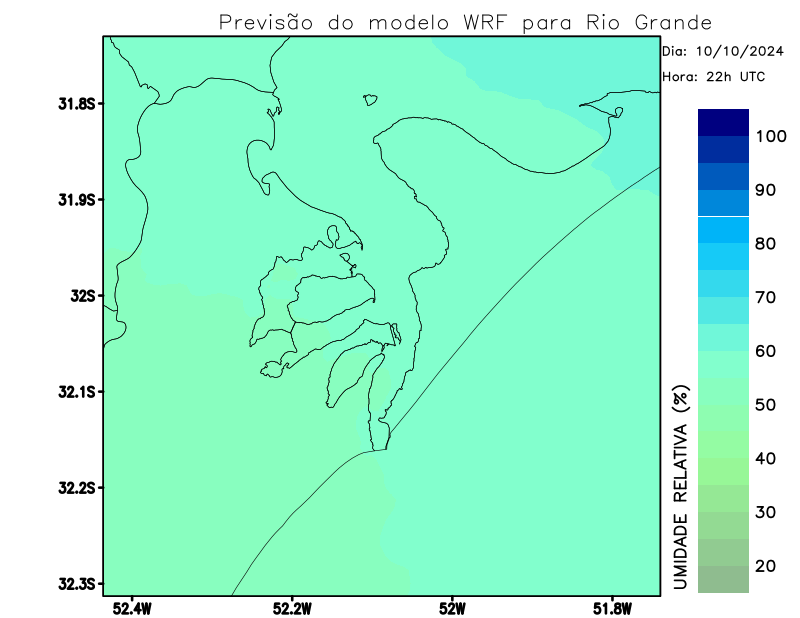 Previsão do modelo WRF para Rio Grande
Dia: 10/10/2024
Hora: 22h UTC
31.8S
31.9S
32S
32.1S
32.2S
32.3S
52.4W
52.2W
52W
51.8W
100
90
80
70
60
50
40
30
20
UMIDADE RELATIVA (%)